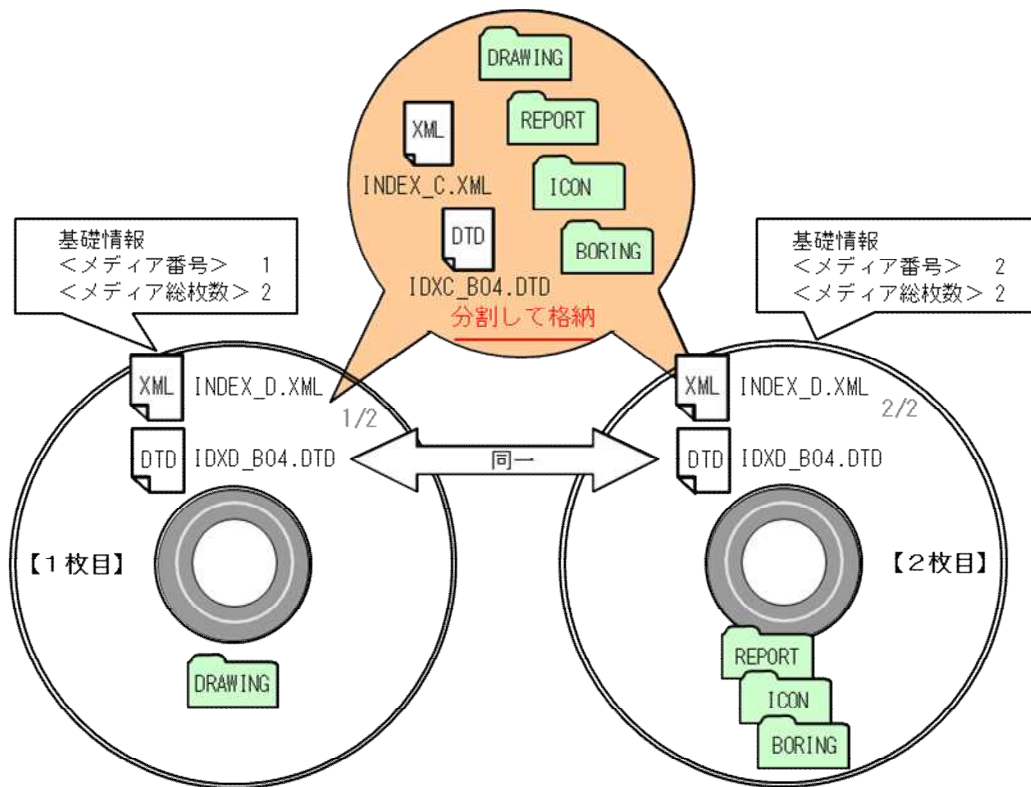 DRAWING
REPORT
XML
INDEX_C.XML
ICON
DTD
IDXC_B04.DTD
BORING
分割して格納
基礎情報
<メディア番号> 1
<メディア総枚数> 2
基礎情報
<メディア番号> 2
<メディア総枚数> 2
XML INDEX_D.XML
1/2
DTD IDXD_B04.DTD
同一
XML INDEX_D.XML
2/2
DTD IDXD_B04.DTD
【1枚目】
【2枚目】
DRAWING
REPORT
ICON
BORING